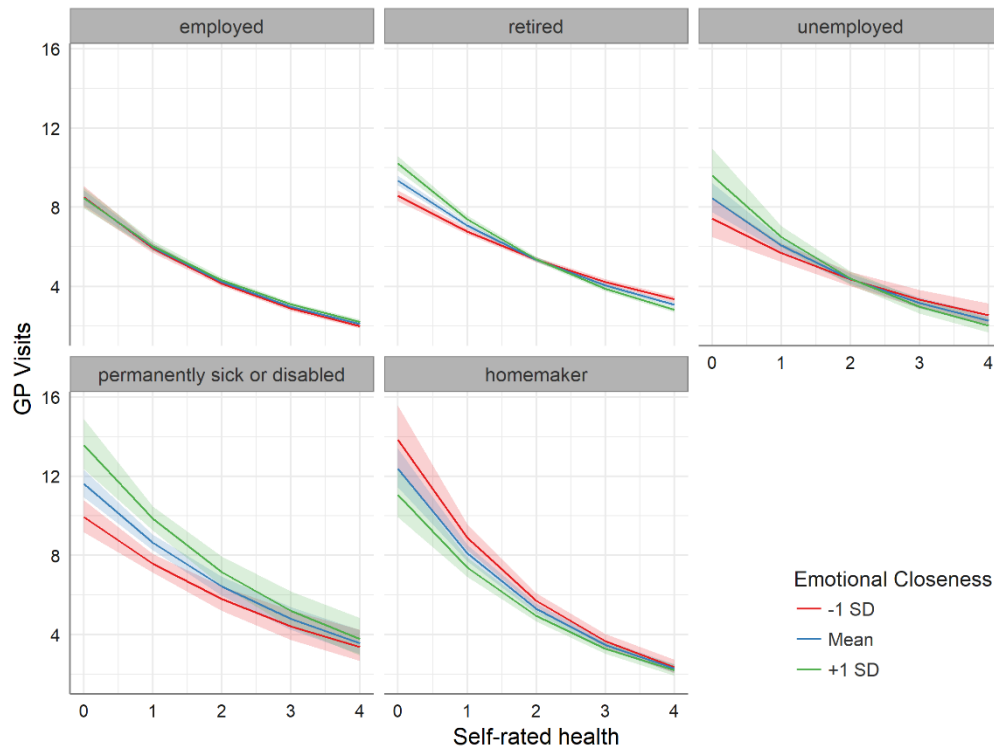 employed
retired
unemployed
16
12
8
4
0 1 2 3 4
permanently sick or disabled
homemaker
16
12
8
4
0 1 2 3 4
0 1 2 3 4
GP Visits
Self-rated health
Emotional Closeness
-1 SD
Mean
+1 SD